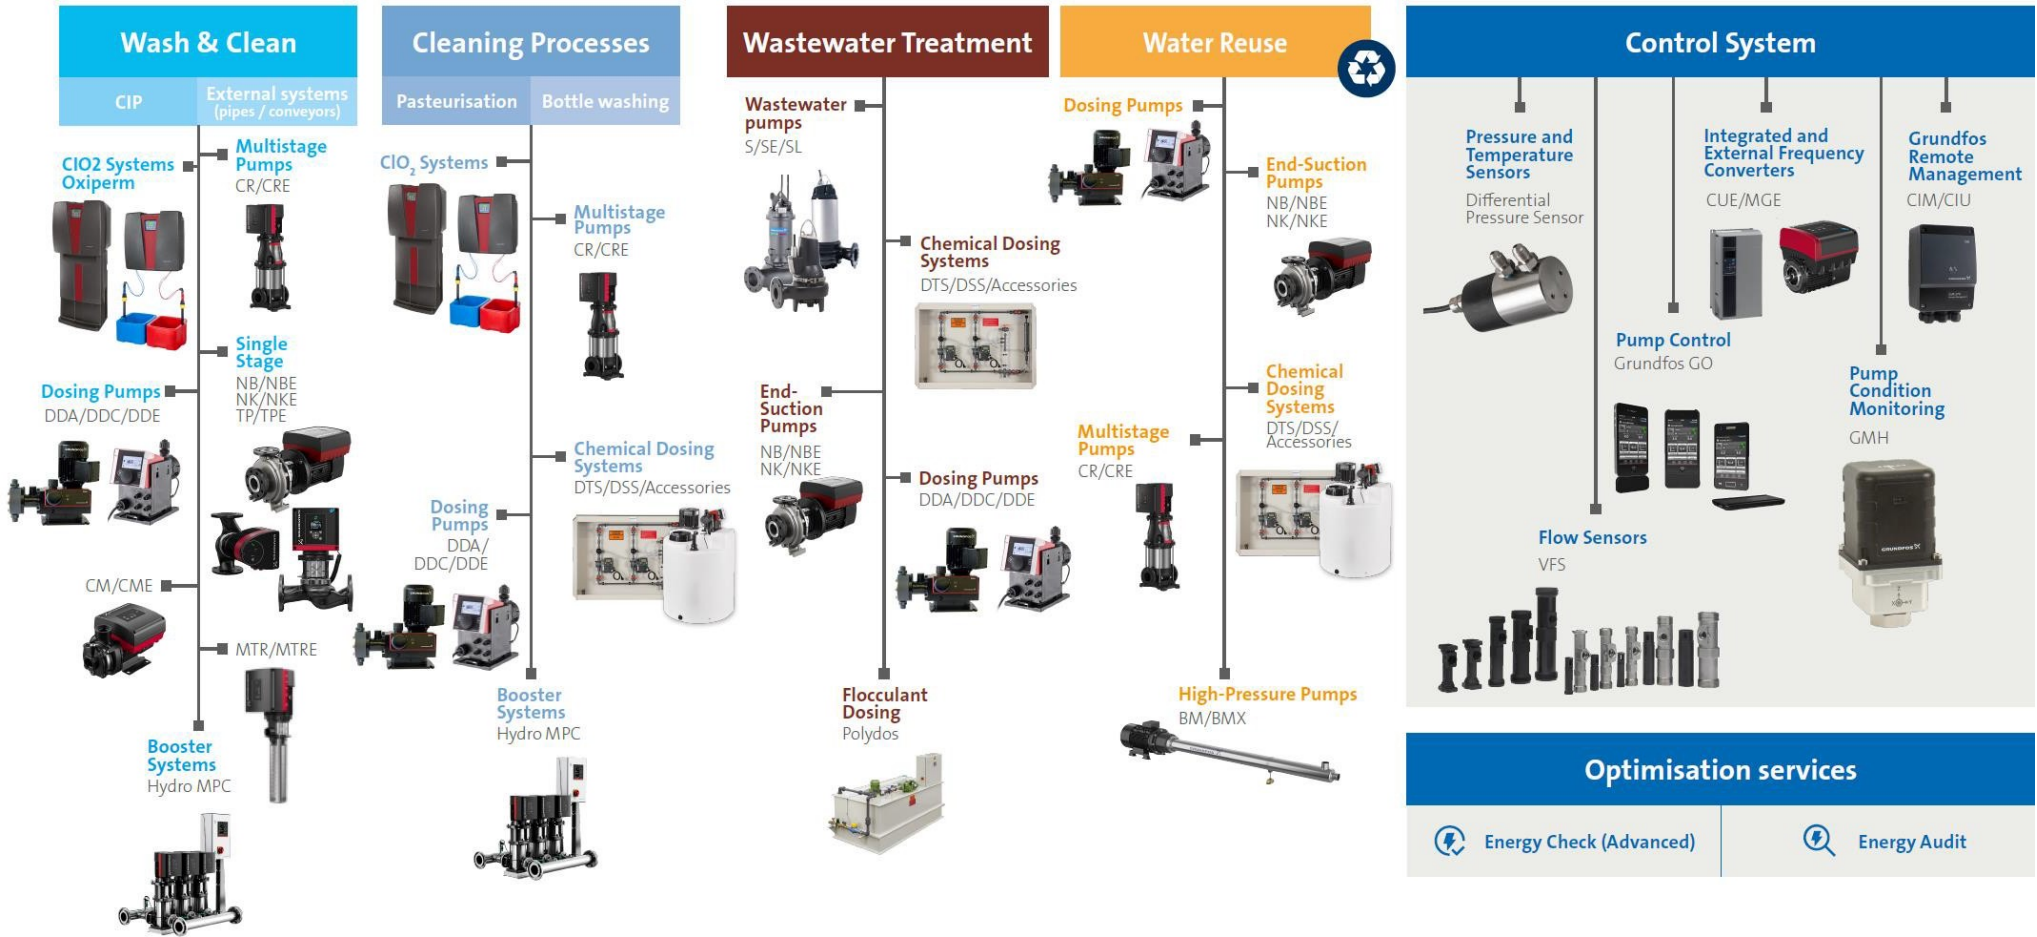 Wash & Clean
CIP
External systems
(pipes / conveyors)
ClO2 Systems
Oxiperm
Multistage
Pumps
CR/CRE
Single
Stage
NB/NBE
NK/NKE
TP/TPE
Dosing Pumps
DDA/DDC/DDE
CM/CME
MTR/MTRE
Booster
Systems
Hydro MPC
Cleaning Processes
Pasteurisation
Bottle washing
ClO₂ Systems
Multistage
Pumps
CR/CRE
Chemical Dosing
Systems
DTS/DSS/Accessories
Dosing
Pumps
DDA/
DDC/DDE
Booster
Systems
Hydro MPC
Wastewater Treatment
Wastewater
pumps
S/SE/SL
Chemical Dosing
Systems
DTS/DSS/Accessories
End-
Suction
Pumps
NB/NBE
NK/NKE
Dosing Pumps
DDA/DDC/DDE
Flocculant
Dosing
Polydos
Water Reuse
Dosing Pumps
End-Suction
Pumps
NB/NBE
NK/NKE
Chemical
Dosing
Systems
DTS/DSS/
Accessories
Multistage
Pumps
CR/CRE
High-Pressure Pumps
BM/BMX
Control System
Pressure and
Temperature
Sensors
Differential
Pressure Sensor
Integrated and
External Frequency
Converters
CUE/MGE
Grundfos
Remote
Management
CIM/CIU
Pump Control
Grundfos GO
Pump
Condition
Monitoring
GMH
GRUNDFOS
Flow Sensors
VFS
Optimisation services
Energy Check (Advanced)
Energy Audit